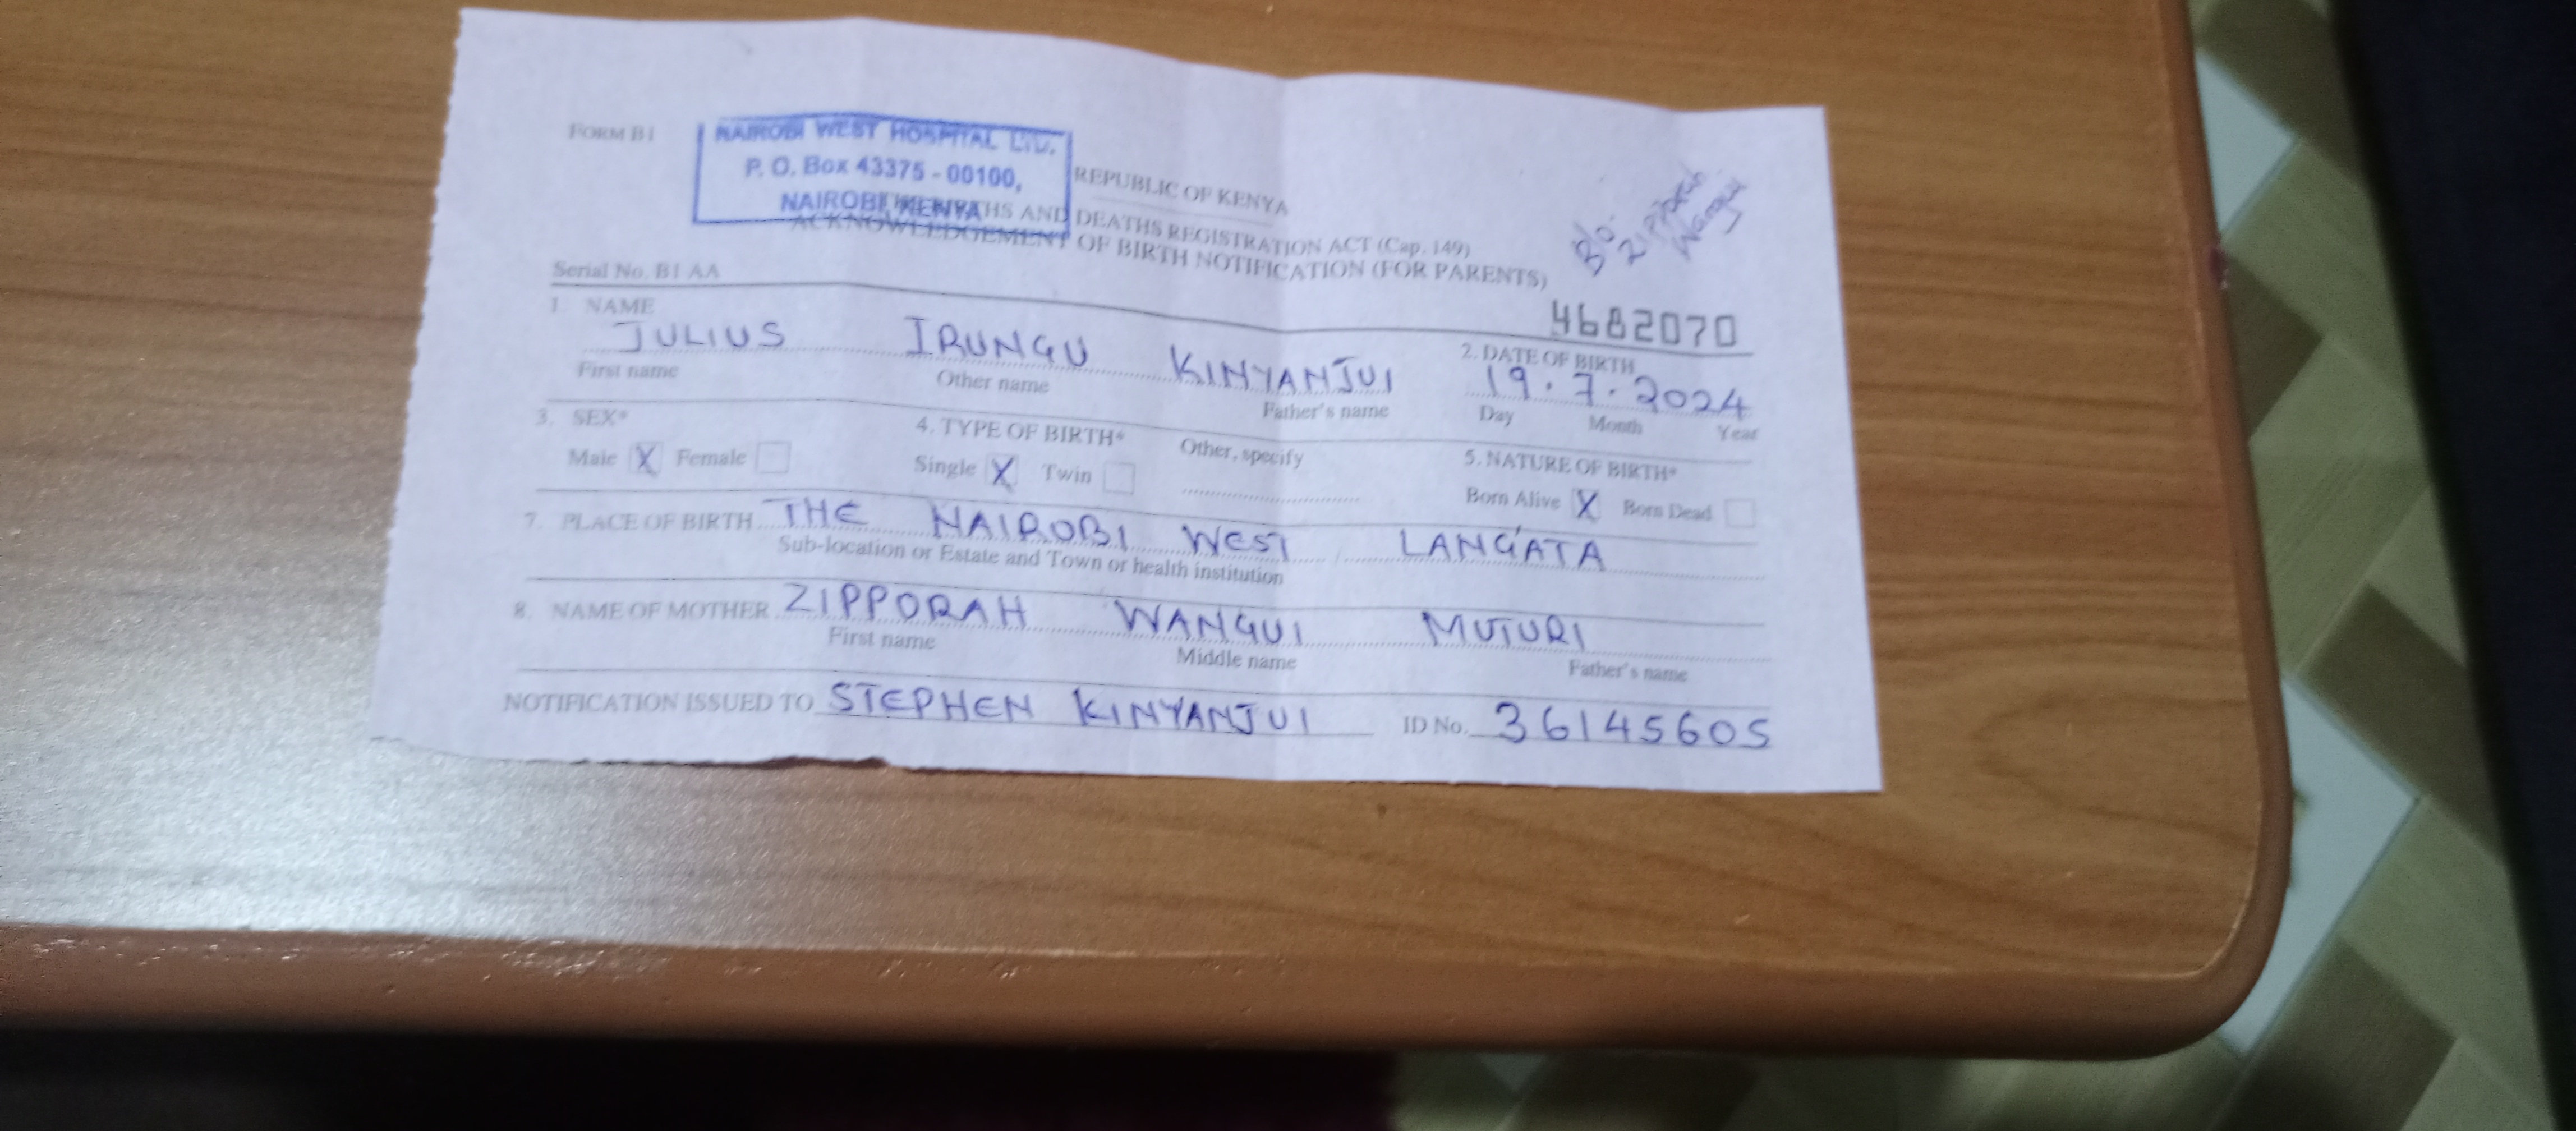 FORM B1
NAIROBI WEST HOSPITAL LTD.
P. O. Box 43375 - 00100,
NAIROBI, KENYA
REPUBLIC OF KENYA
THS AND DEATHS REGISTRATION ACT (Cap. 149)
ACKNOWLEDGEMENT OF BIRTH NOTIFICATION (FOR PARENTS)
B/o:
Zipporah
Wangui
Serial No. B1 AA
4682070
1. NAME
JULIUS IRUNGU KINYANJUI
First name Other name Father's name
2. DATE OF BIRTH
19.7.2024
Day Month Year
3. SEX*
Male X Female
4. TYPE OF BIRTH*
Single X Twin
Other, specify
5. NATURE OF BIRTH*
Born Alive X Born Dead
7. PLACE OF BIRTH THE NAIROBI WEST LANG'ATA
Sub-location or Estate and Town or health institution
8. NAME OF MOTHER ZIPPORAH WANGUI MUTURI
First name Middle name Father's name
NOTIFICATION ISSUED TO STEPHEN KINYANJUI ID No. 36145605